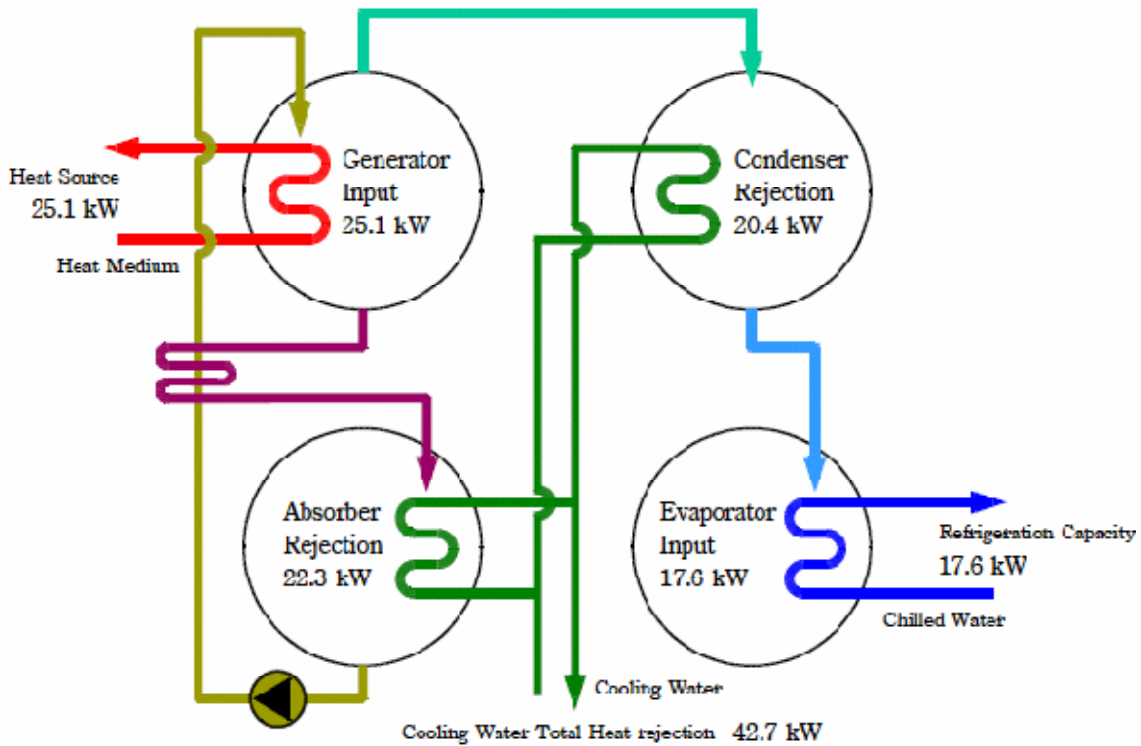 Generator
Input
25.1 kW
Condenser
Rejection
20.4 kW
Heat Source
25.1 kW
Heat Medium
Absorber
Rejection
22.3 kW
Evaporator
Input
17.6 kW
Refrigeration Capacity
17.6 kW
Chilled Water
Cooling Water
Cooling Water Total Heat rejection 42.7 kW